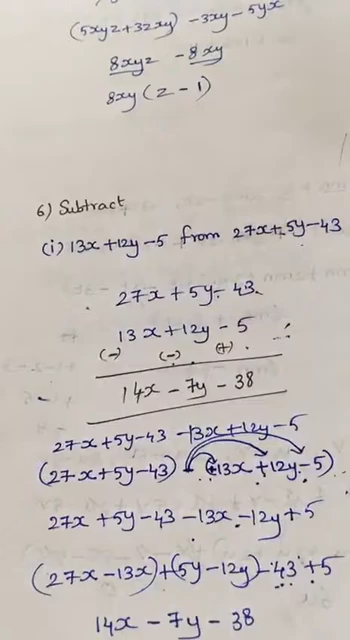 (5xyz+32xy) -3xy-5yx
8xyz -8xy
8xy(z-1)
6) Subtract
(i) 13x+12y-5 from 27x+5y-43
27x+5y-43
13x+12y-5
(-) (-) (+)
14x-7y-38
27x+5y-43 -13x+12y-5
(27x+5y-43) - (+13x+12y-5)
27x+5y-43-13x-12y+5
(27x-13x)+(5y-12y)-43+5
14x-7y-38